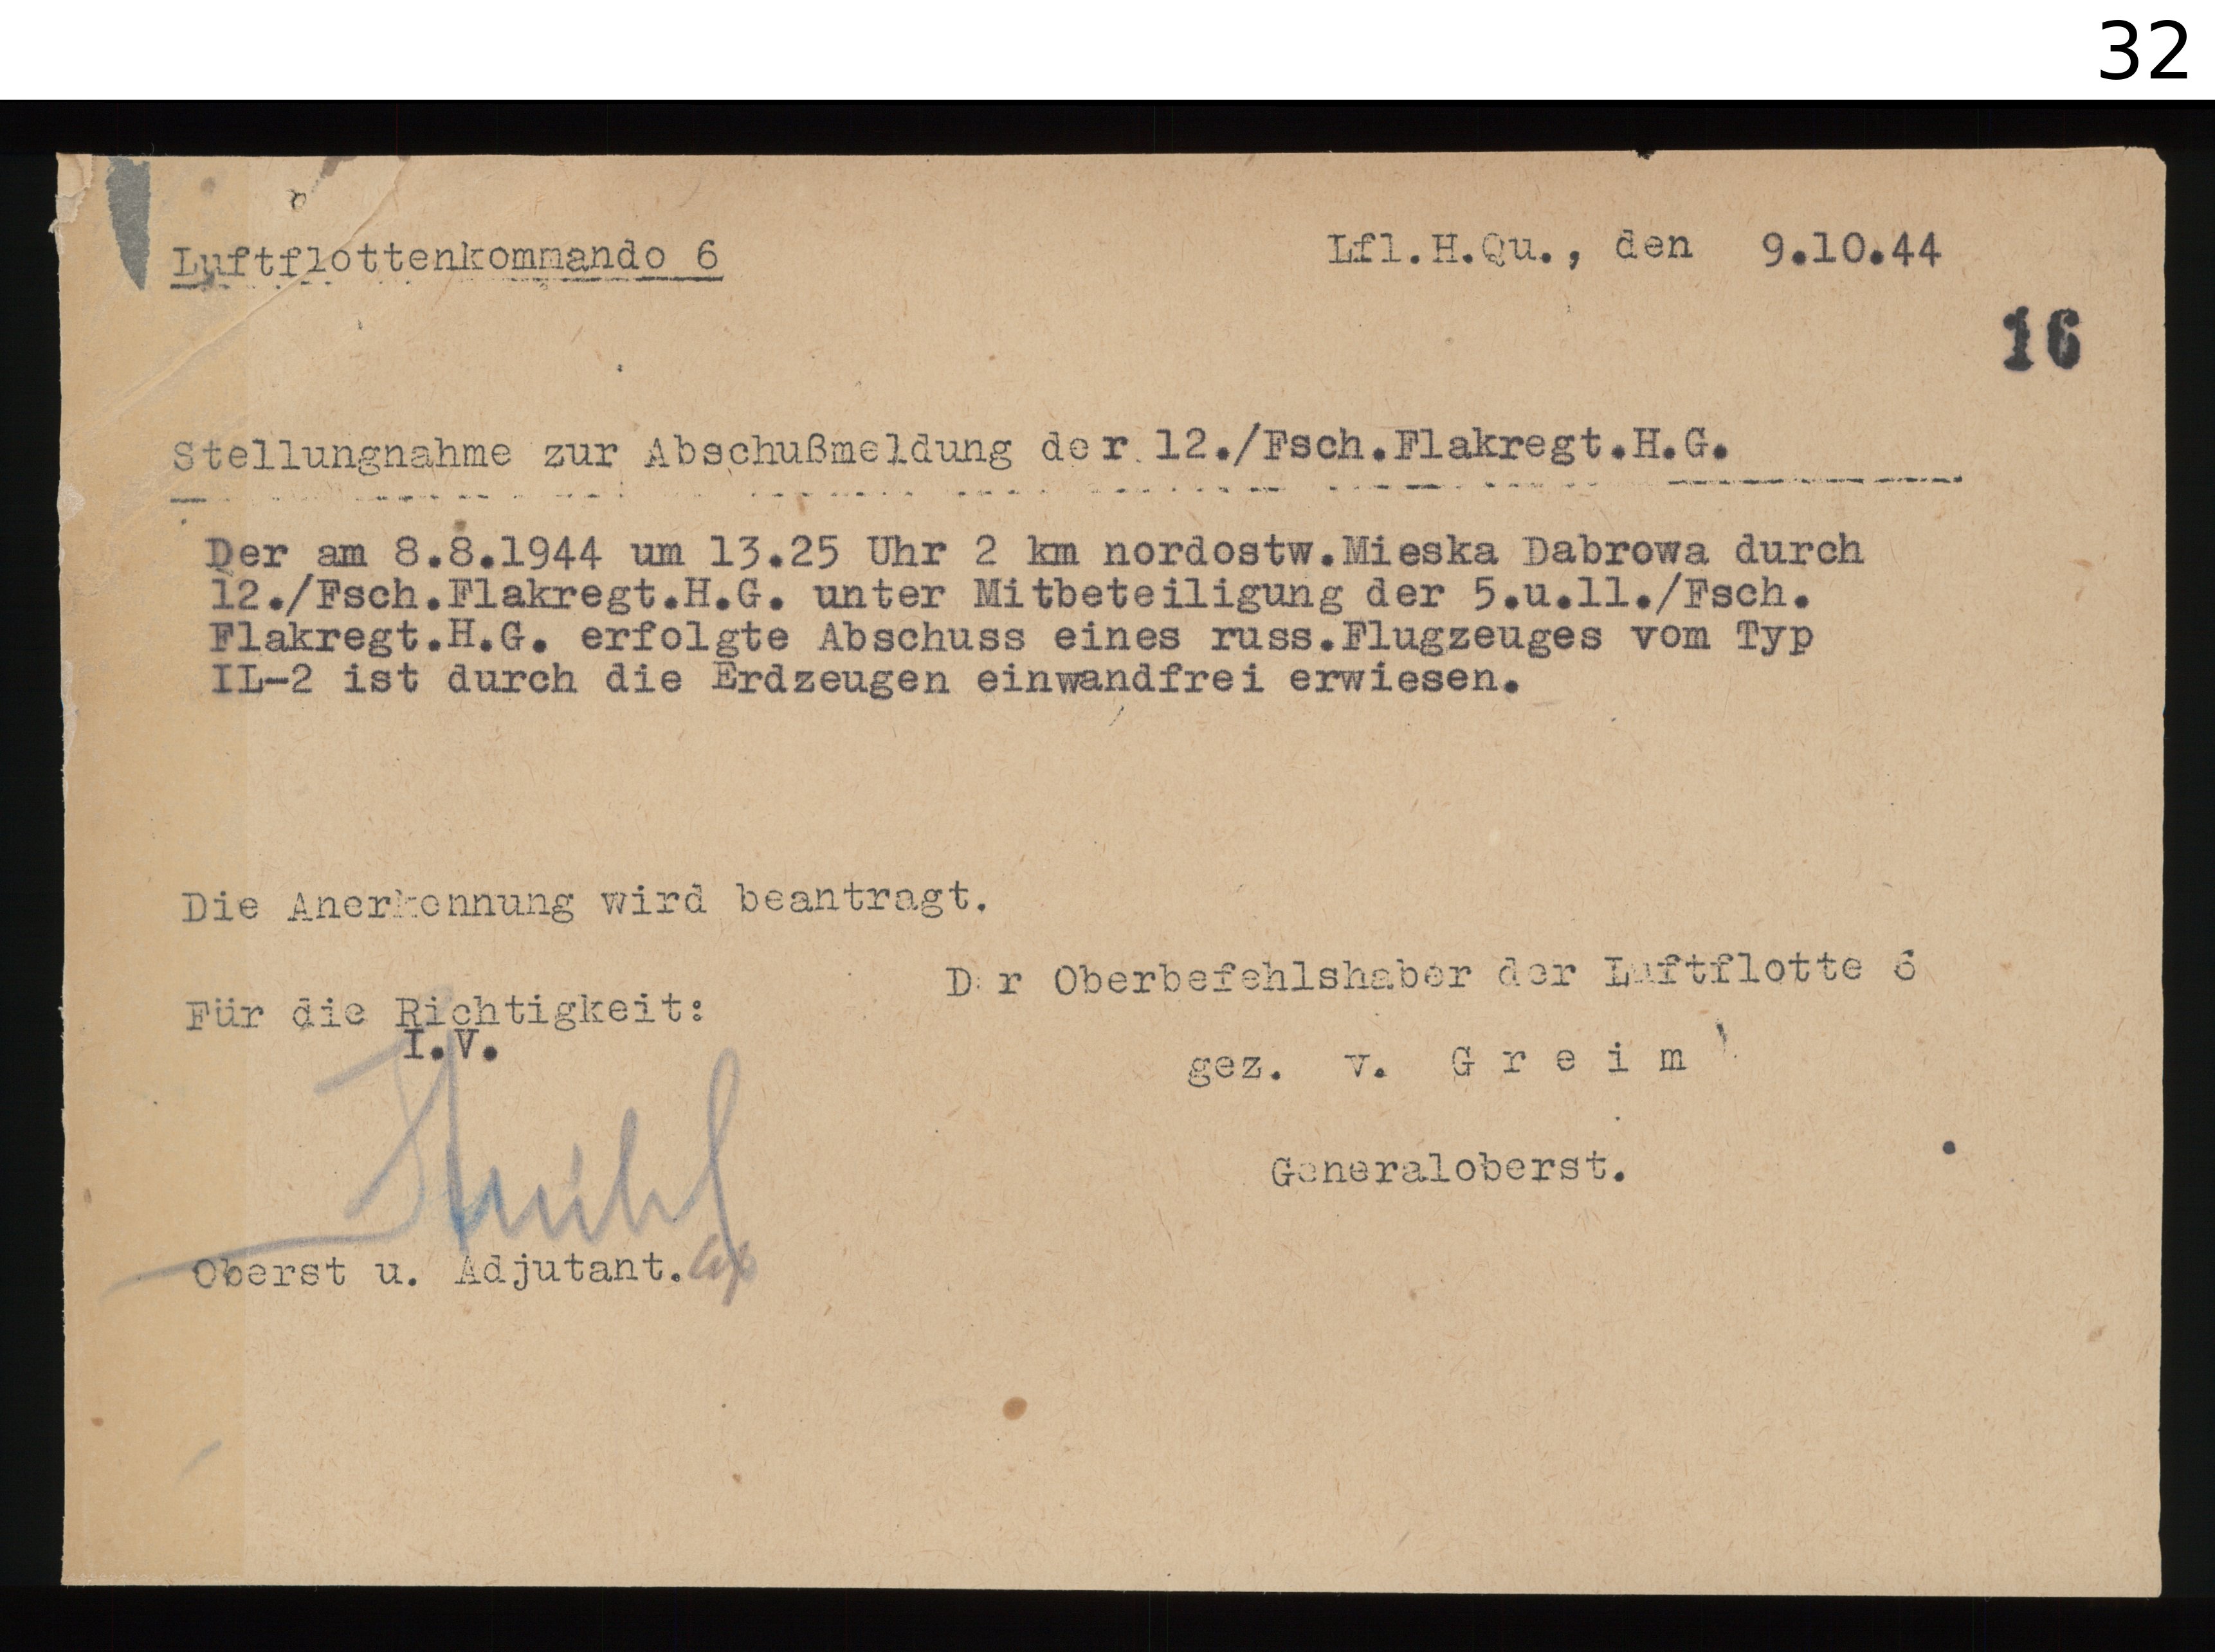 32
Luftflottenkommando 6
Lfl.H.Qu., den 9.10.44
16
Stellungnahme zur Abschußmeldung der 12./Fsch.Flakregt.H.G.
Der am 8.8.1944 um 13.25 Uhr 2 km nordostw.Mieska Dabrowa durch
12./Fsch.Flakregt.H.G. unter Mitbeteiligung der 5.u.11./Fsch.
Flakregt.H.G. erfolgte Abschuss eines russ.Flugzeuges vom Typ
IL-2 ist durch die Erdzeugen einwandfrei erwiesen.
Die Anerkennung wird beantragt.
Der Oberbefehlshaber der Luftflotte 6
Für die Richtigkeit:
I.V.
gez. v. G r e i m
Generaloberst.
Oberst u. Adjutant.